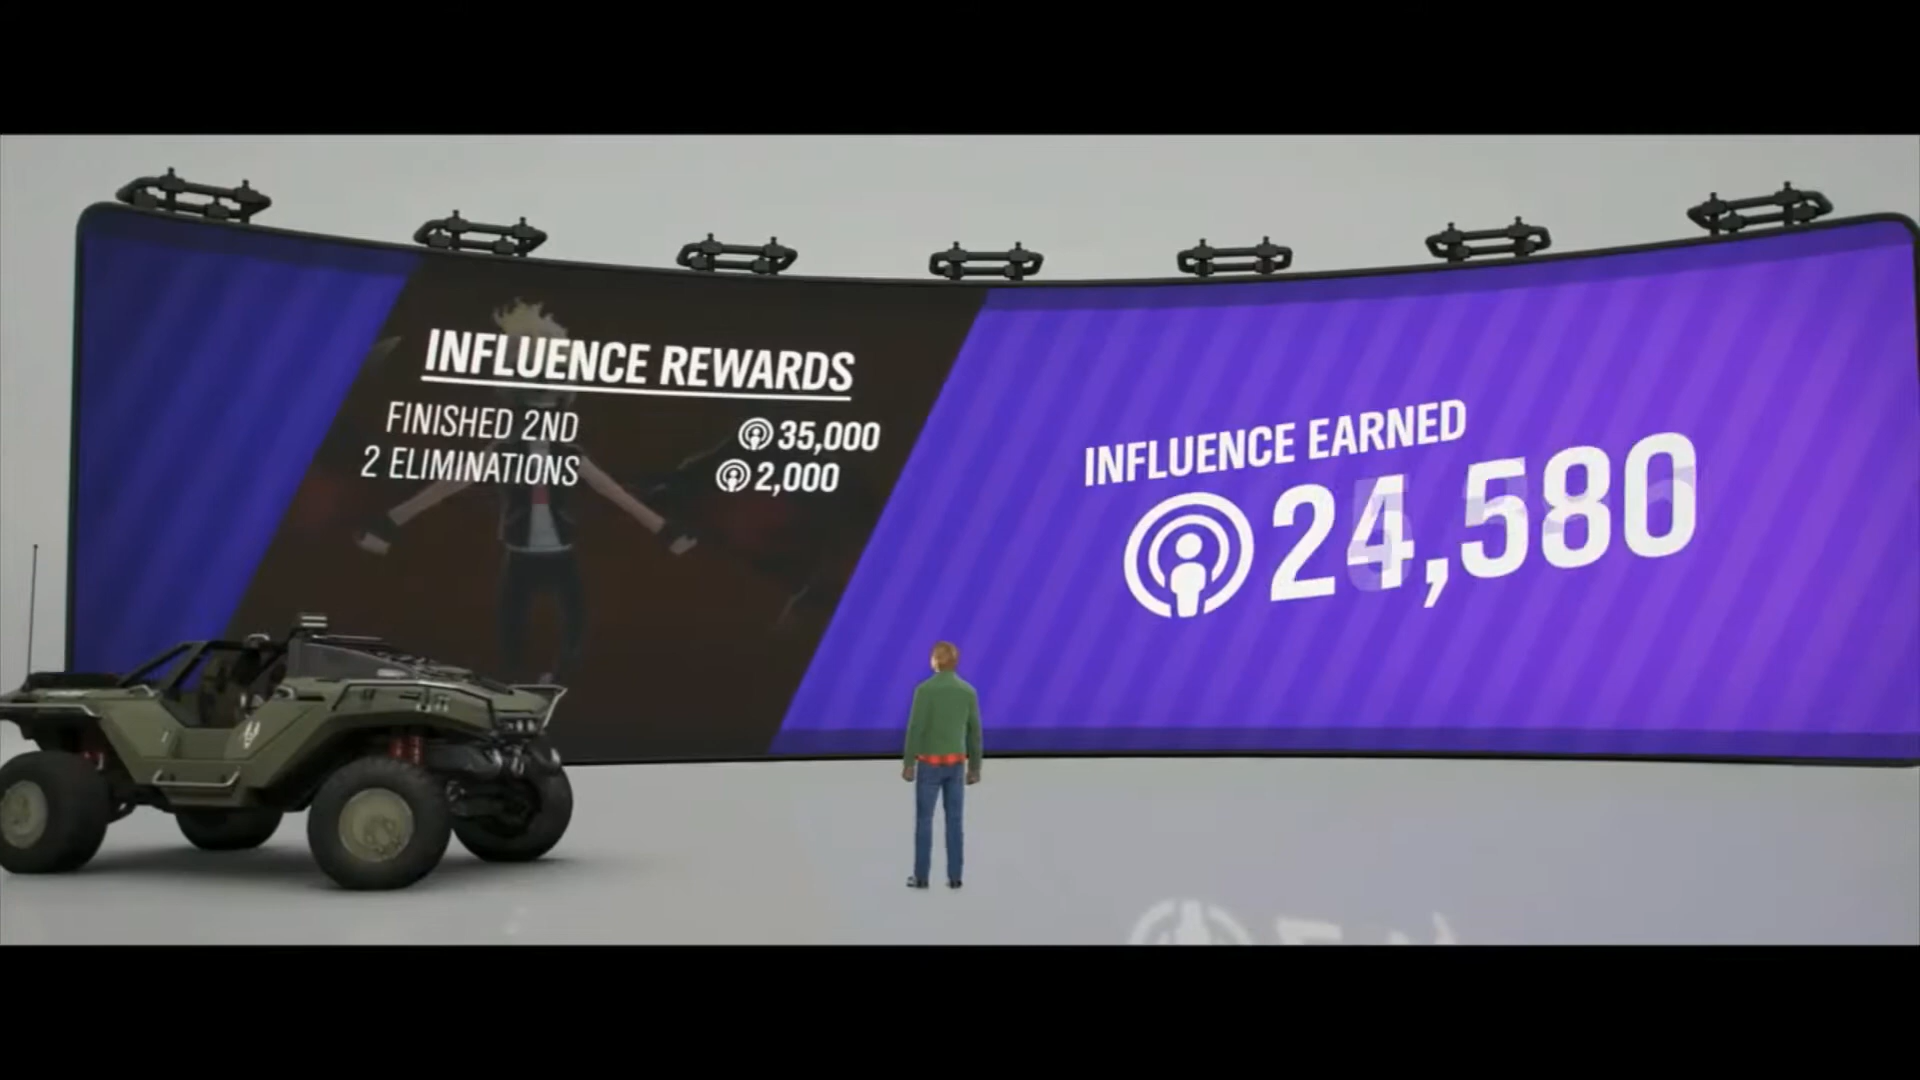 INFLUENCE REWARDS
FINISHED 2ND 35,000
2 ELIMINATIONS 2,000
INFLUENCE EARNED
24,580